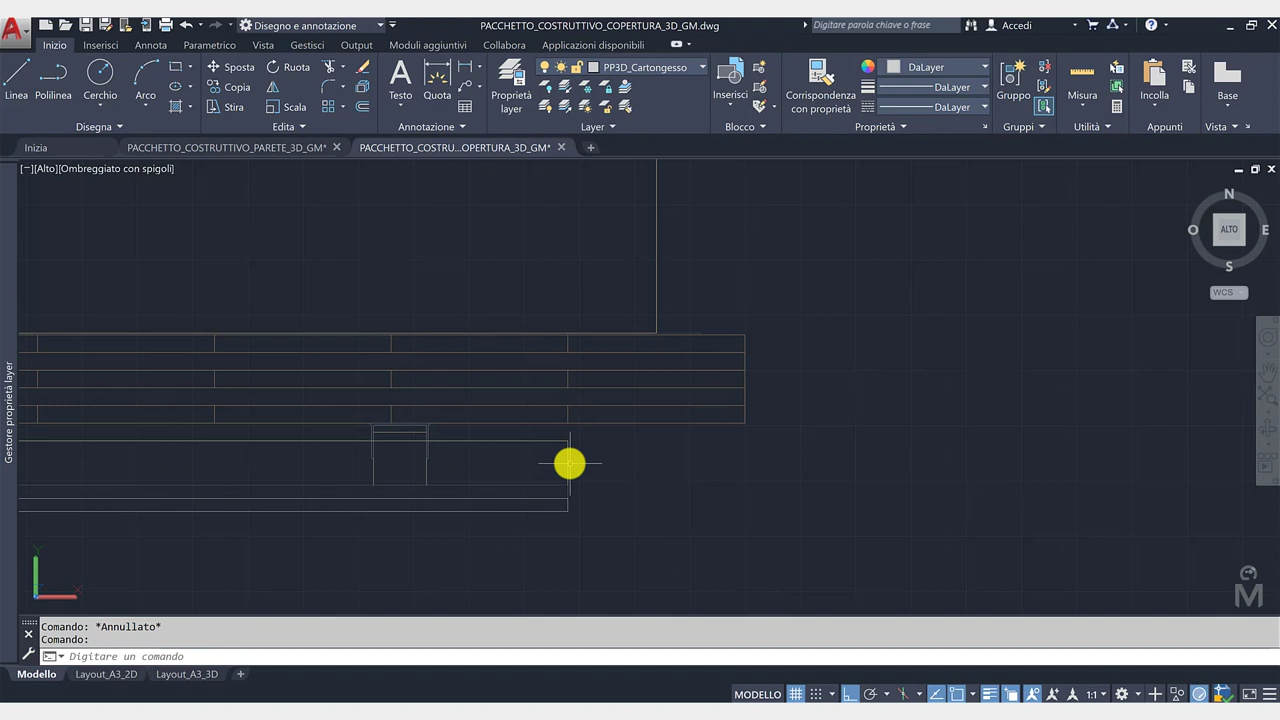 Disegno e annotazione
PACCHETTO_COSTRUTTIVO_COPERTURA_3D_GM.dwg
Digitare parola chiave o frase
Accedi
Inizio Inserisci Annota Parametrico Vista Gestisci Output Moduli aggiuntivi Collabora Applicazioni disponibili
Linea Polilinea Cerchio Arco
Sposta Ruota
Copia
Stira Scala
Testo Quota
Proprietà layer
PP3D_Cartongesso
Inserisci
Corrispondenza con proprietà
DaLayer
DaLayer
DaLayer
Gruppo
Misura
Incolla
Base
Disegna Edita Annotazione Layer Blocco Proprietà Gruppi Utilità Appunti Vista
Inizia PACCHETTO_COSTRUTTIVO_PARETE_3D_GM* PACCHETTO_COSTRU...OPERTURA_3D_GM*
[−][Alto][Ombreggiato con spigoli]
N
O ALTO E
S
WCS
Gestore proprietà layer
Y
X
M
Comando: *Annullato*
Comando:
Digitare un comando
Modello Layout_A3_2D Layout_A3_3D
MODELLO 1:1